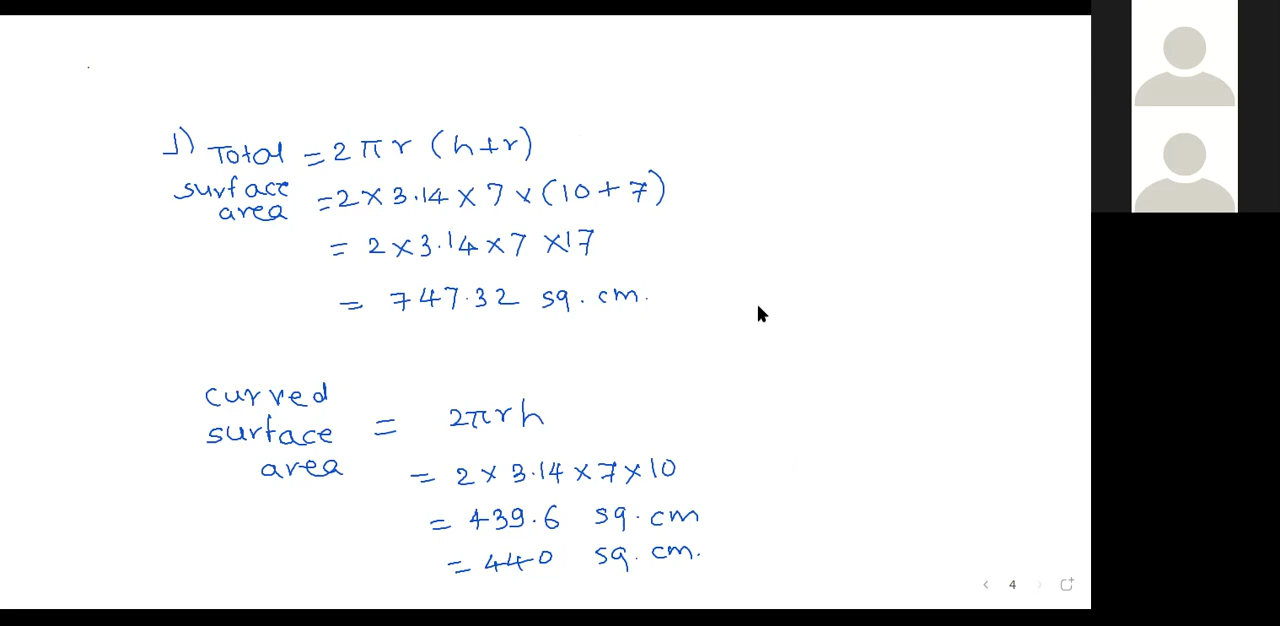 1) Total = 2πr (h+r)
surface = 2 × 3.14 × 7 × (10 + 7)
area
= 2 × 3.14 × 7 × 17
= 747.32 sq. cm.
curved
surface = 2πrh
area
= 2 × 3.14 × 7 × 10
= 439.6 sq. cm
= 440 sq. cm.
< 4 >